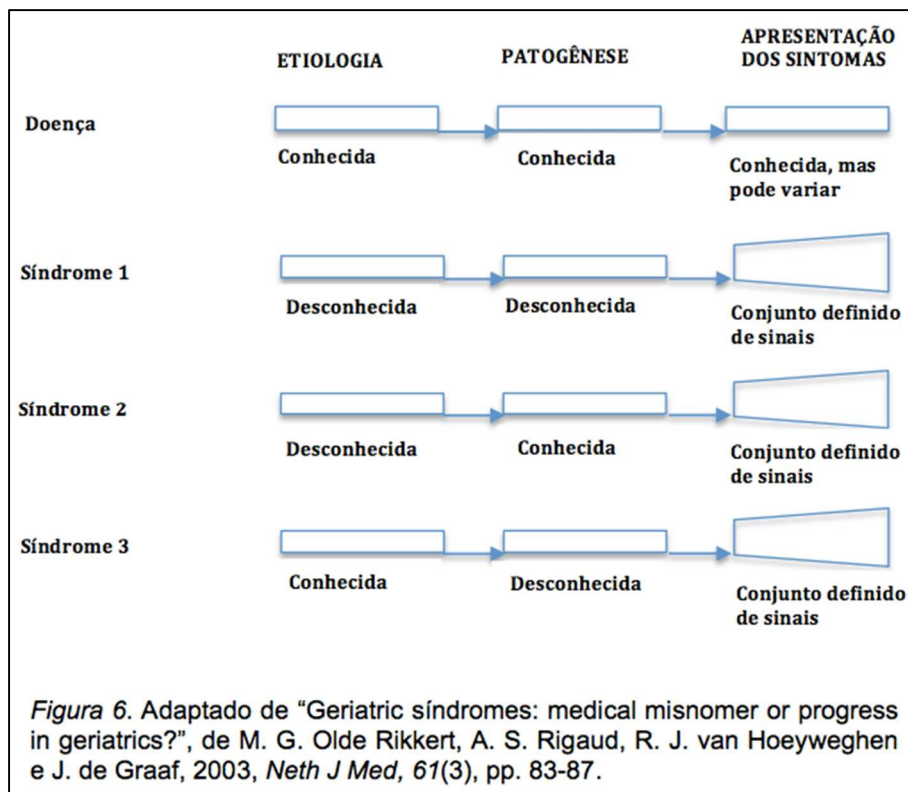 ETIOLOGIA PATOGÊNESE APRESENTAÇÃO
DOS SINTOMAS
Doença
Conhecida Conhecida Conhecida, mas
pode variar
Síndrome 1
Desconhecida Desconhecida Conjunto definido
de sinais
Síndrome 2
Desconhecida Conhecida Conjunto definido
de sinais
Síndrome 3
Conhecida Desconhecida Conjunto definido
de sinais
Figura 6. Adaptado de “Geriatric síndromes: medical misnomer or progress
in geriatrics?”, de M. G. Olde Rikkert, A. S. Rigaud, R. J. van Hoeyweghen
e J. de Graaf, 2003, Neth J Med, 61(3), pp. 83-87.